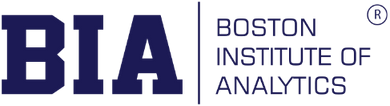 BIA
BOSTON
INSTITUTE OF
ANALYTICS
®